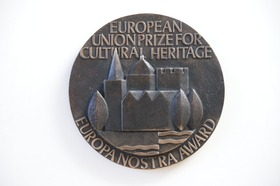 EUROPEAN
UNION PRIZE FOR
CULTURAL HERITAGE
EUROPA NOSTRA AWARD